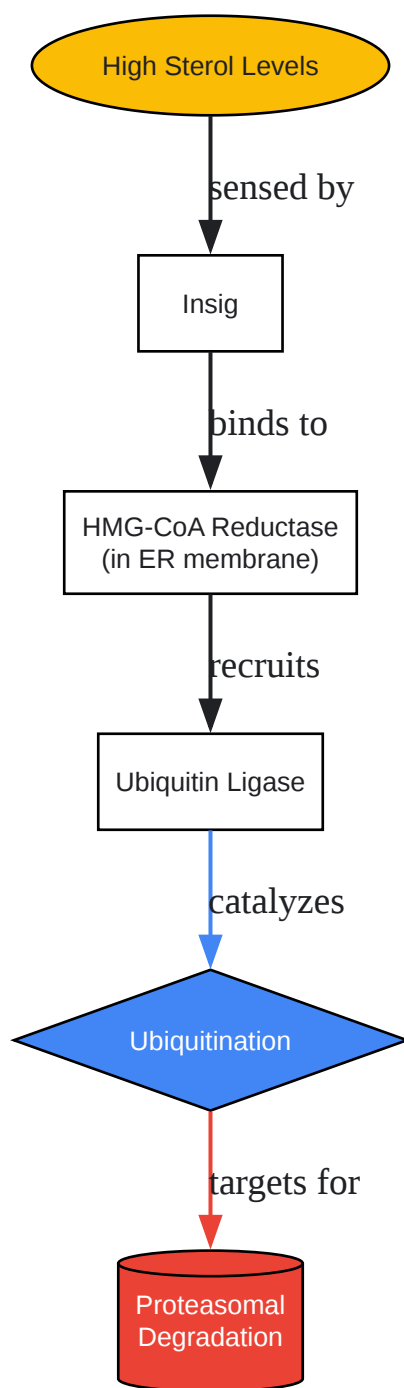 High Sterol Levels
sensed by
Insig
binds to
HMG-CoA Reductase
(in ER membrane)
recruits
Ubiquitin Ligase
catalyzes
Ubiquitination
targets for
Proteasomal
Degradation